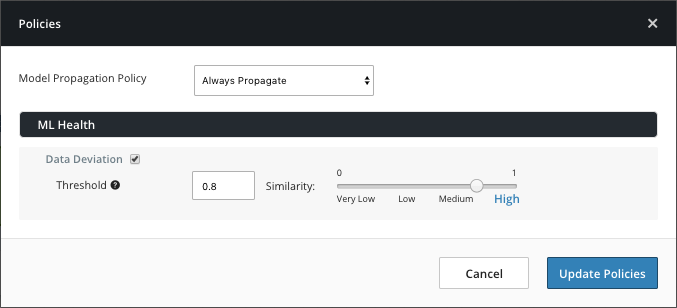 Policies
Model Propagation Policy
Always Propagate
ML Health
Data Deviation
Threshold
0.8
Similarity:
0 1
Very Low Low Medium High
Cancel
Update Policies